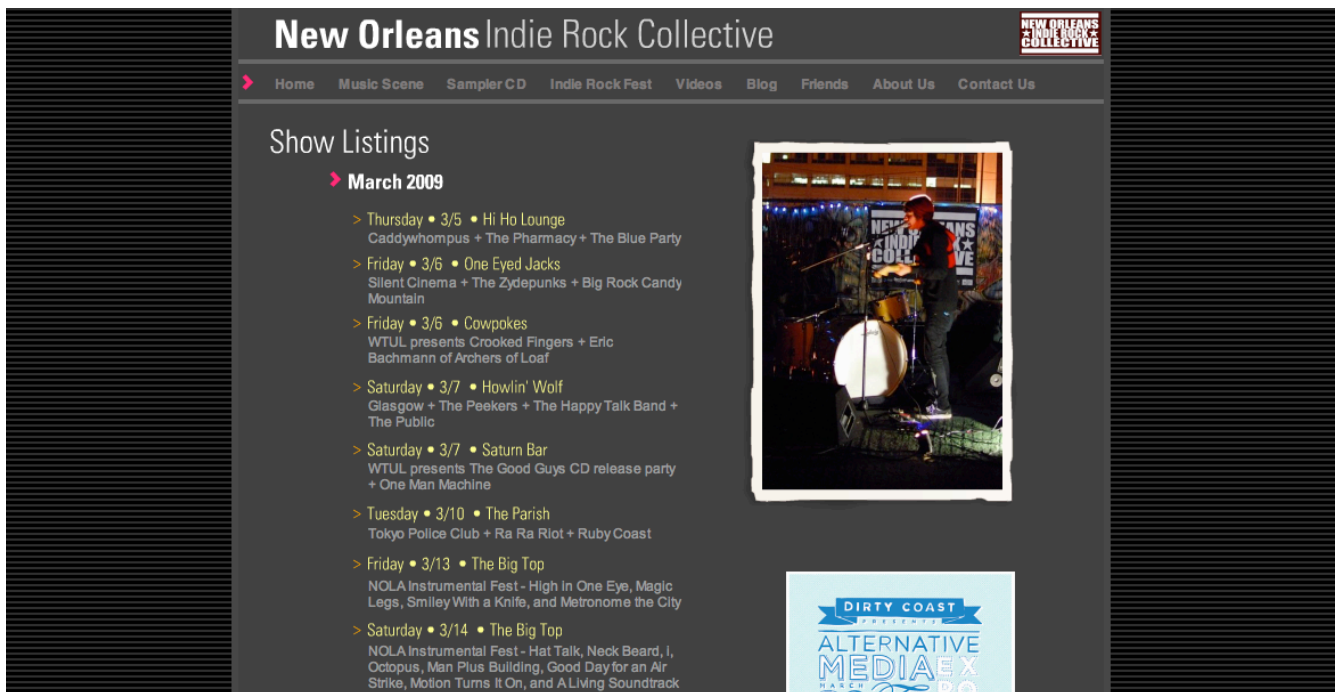 New Orleans Indie Rock Collective
NEW ORLEANS
INDIE ROCK
COLLECTIVE
Home Music Scene Sampler CD Indie Rock Fest Videos Blog Friends About Us Contact Us
Show Listings
March 2009
> Thursday • 3/5 • Hi Ho Lounge
Caddywhompus + The Pharmacy + The Blue Party
> Friday • 3/6 • One Eyed Jacks
Silent Cinema + The Zydepunks + Big Rock Candy
Mountain
> Friday • 3/6 • Cowpokes
WTUL presents Crooked Fingers + Eric
Bachmann of Archers of Loaf
> Saturday • 3/7 • Howlin' Wolf
Glasgow + The Peekers + The Happy Talk Band +
The Public
> Saturday • 3/7 • Saturn Bar
WTUL presents The Good Guys CD release party
+ One Man Machine
> Tuesday • 3/10 • The Parish
Tokyo Police Club + Ra Ra Riot + Ruby Coast
> Friday • 3/13 • The Big Top
NOLA Instrumental Fest - High in One Eye, Magic
Legs, Smiley With a Knife, and Metronome the City
> Saturday • 3/14 • The Big Top
NOLA Instrumental Fest - Hat Talk, Neck Beard, i,
Octopus, Man Plus Building, Good Day for an Air
Strike, Motion Turns It On, and A Living Soundtrack
DIRTY COAST
PRESENTS
ALTERNATIVE
MEDIA EX
MARCH